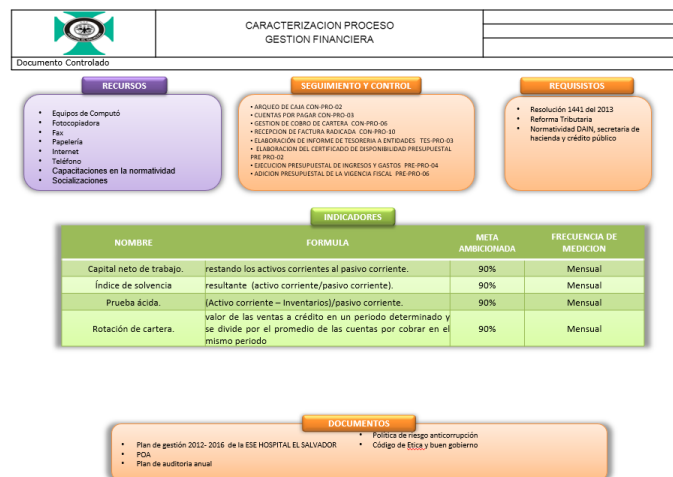 CARACTERIZACION PROCESO
GESTION FINANCIERA
Documento Controlado
RECURSOS
• Equipos de Computó
• Fotocopiadora
• Fax
• Papelería
• Internet
• Teléfono
• Capacitaciones en la normatividad
• Socializaciones
SEGUIMIENTO Y CONTROL
• ARQUEO DE CAJA CON-PRO-02
• CUENTAS POR PAGAR CON-PRO-03
• GESTION DE COBRO DE CARTERA CON-PRO-06
• RECEPCION DE FACTURA RADICADA CON-PRO-10
• ELABORACIÓN DE INFORME DE TESORERIA A ENTIDADES TES-PRO-03
• ELABORACION DEL CERTIFICADO DE DISPONIBILIDAD PRESUPESTAL
PRE PRO-02
• EJECUCION PRESUPUESTAL DE INGRESOS Y GASTOS PRE-PRO-04
• ADICION PRESUPUESTAL DE LA VIGENCIA FISCAL PRE-PRO-06
REQUISISTOS
• Resolución 1441 del 2013
• Reforma Tributaria
• Normatividad DAIN, secretaria de
hacienda y crédito público
INDICADORES
NOMBRE FORMULA META AMBICIONADA FRECUENCIA DE MEDICION
Capital neto de trabajo. restando los activos corrientes al pasivo corriente. 90% Mensual
Índice de solvencia resultante (activo corriente/pasivo corriente). 90% Mensual
Prueba ácida. (Activo corriente – Inventarios)/pasivo corriente. 90% Mensual
Rotación de cartera. valor de las ventas a crédito en un periodo determinado y
se divide por el promedio de las cuentas por cobrar en el
mismo periodo 90% Mensual
DOCUMENTOS
• Plan de gestión 2012- 2016 de la ESE HOSPITAL EL SALVADOR
• POA
• Plan de auditoria anual
• Política de riesgo anticorrupción
• Código de Etica y buen gobierno